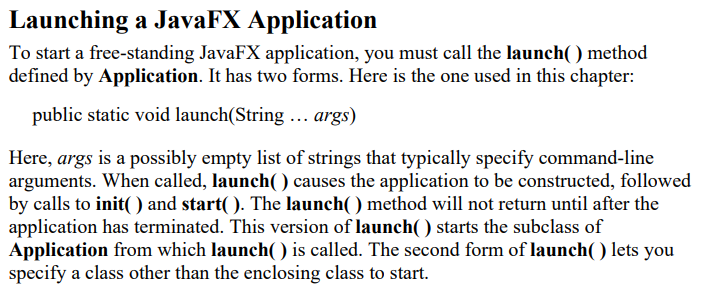 Launching a JavaFX Application
To start a free-standing JavaFX application, you must call the launch( ) method
defined by Application. It has two forms. Here is the one used in this chapter:
public static void launch(String … args)
Here, args is a possibly empty list of strings that typically specify command-line
arguments. When called, launch( ) causes the application to be constructed, followed
by calls to init( ) and start( ). The launch( ) method will not return until after the
application has terminated. This version of launch( ) starts the subclass of
Application from which launch( ) is called. The second form of launch( ) lets you
specify a class other than the enclosing class to start.